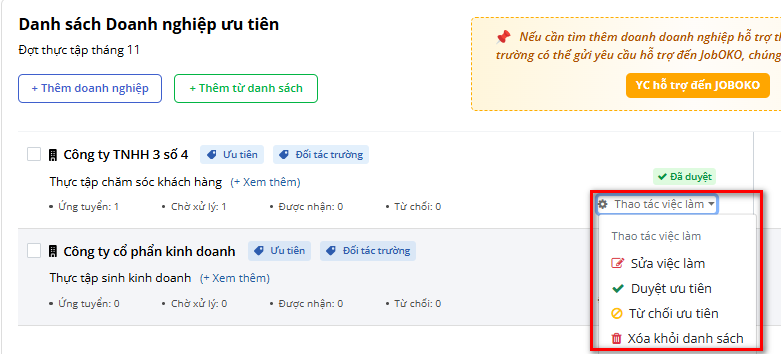 Danh sách Doanh nghiệp ưu tiên
Đợt thực tập tháng 11
+ Thêm doanh nghiệp
+ Thêm từ danh sách
Nếu cần tìm thêm doanh doanh nghiệp hỗ trợ
trường có thể gửi yêu cầu hỗ trợ đến JobOKO, chúng
YC hỗ trợ đến JOBOKO
Công ty TNHH 3 số 4 Ưu tiên Đối tác trường
Đã duyệt
Thực tập chăm sóc khách hàng (+ Xem thêm)
• Ứng tuyển: 1 • Chờ xử lý: 1 • Được nhận: 0 • Từ chối: 0
Thao tác việc làm
Công ty cổ phẩn kinh doanh Ưu tiên Đối tác trường
Thực tập sinh kinh doanh (+ Xem thêm)
• Ứng tuyển: 0 • Chờ xử lý: 0 • Được nhận: 0 • Từ chối: 0
Thao tác việc làm
Sửa việc làm
Duyệt ưu tiên
Từ chối ưu tiên
Xóa khỏi danh sách